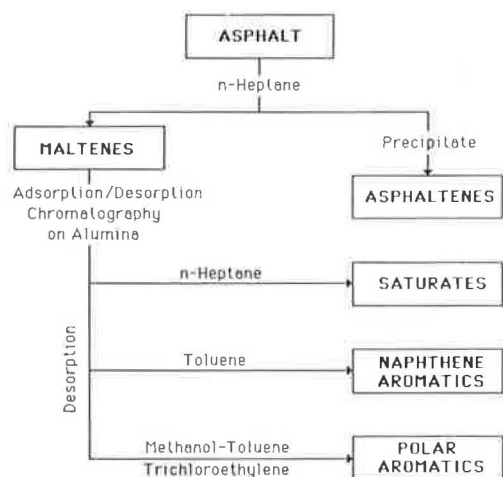 ASPHALT
n-Heptane
MALTENES
Precipitate
Adsorption/Desorption
Chromatography
on Alumina
ASPHALTENES
n-Heptane
SATURATES
Desorption
Toluene
NAPHTHENE
AROMATICS
Methanol-Toluene
Trichloroethylene
POLAR
AROMATICS